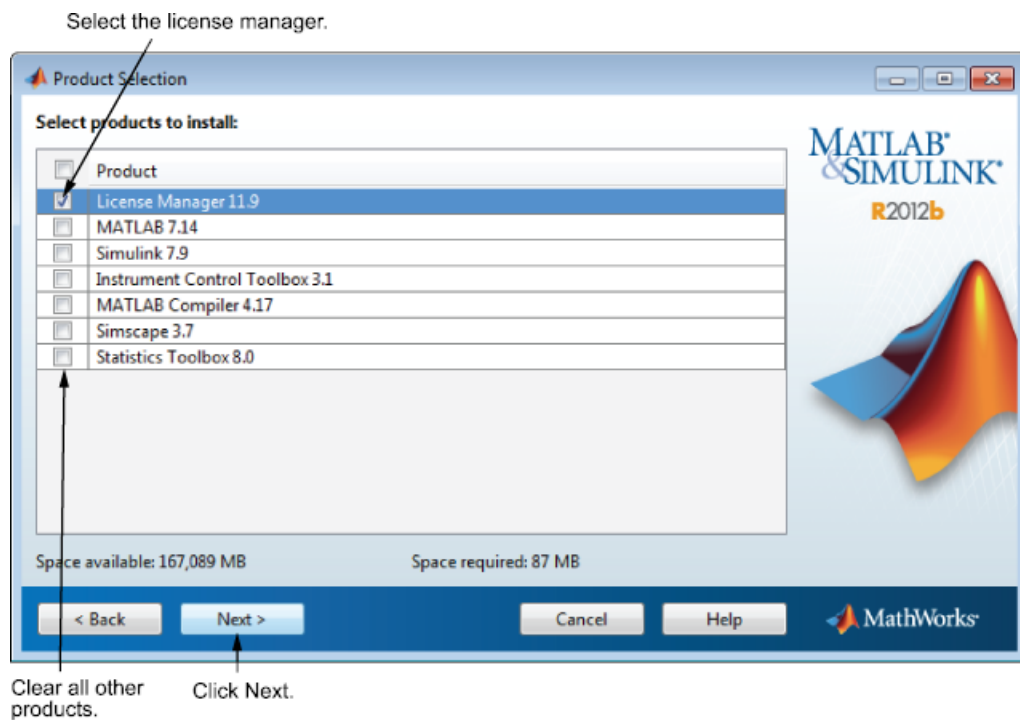 Select the license manager.
Product Selection
Select products to install:
Product
License Manager 11.9
MATLAB 7.14
Simulink 7.9
Instrument Control Toolbox 3.1
MATLAB Compiler 4.17
Simscape 3.7
Statistics Toolbox 8.0
MATLAB®
&SIMULINK®
R2012b
Space available: 167,089 MB
Space required: 87 MB
< Back
Next >
Cancel
Help
MathWorks®
Clear all other
products.
Click Next.